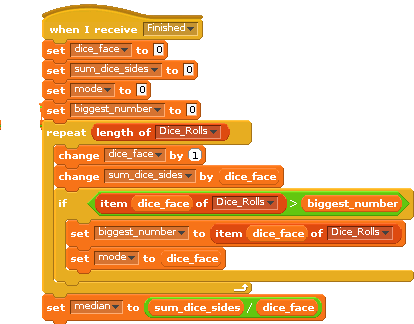 when I receive Finished
set dice_face to 0
set sum_dice_sides to 0
set mode to 0
set biggest_number to 0
repeat length of Dice_Rolls
change dice_face by 1
change sum_dice_sides by dice_face
if item dice_face of Dice_Rolls > biggest_number
set biggest_number to item dice_face of Dice_Rolls
set mode to dice_face
set median to sum_dice_sides / dice_face